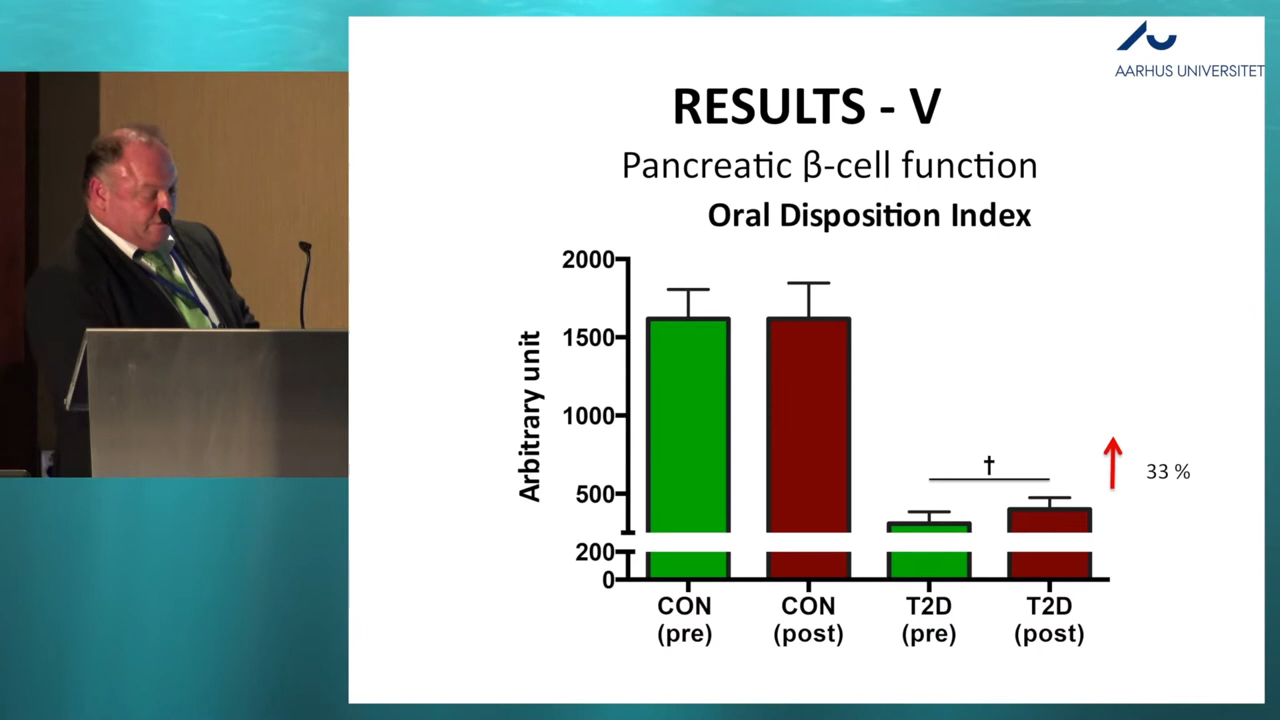 AARHUS UNIVERSITET
RESULTS - V
Pancreatic β-cell function
Oral Disposition Index
Arbitrary unit
2000
1500
1000
500
200
0
†
33 %
CON
(pre)
CON
(post)
T2D
(pre)
T2D
(post)